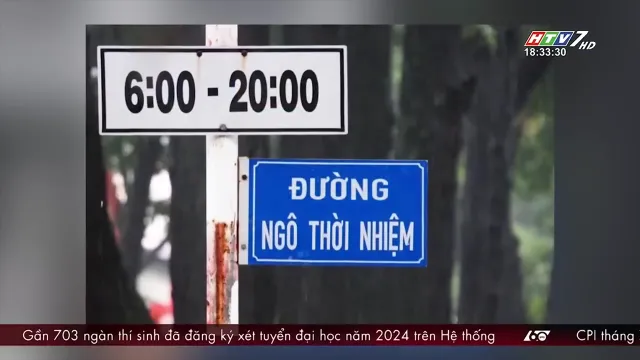 HTV7 HD
18:33:30
6:00 - 20:00
ĐƯỜNG
NGÔ THỜI NHIỆM
Gần 703 ngàn thí sinh đã đăng ký xét tuyển đại học năm 2024 trên Hệ thống
60
CPI tháng